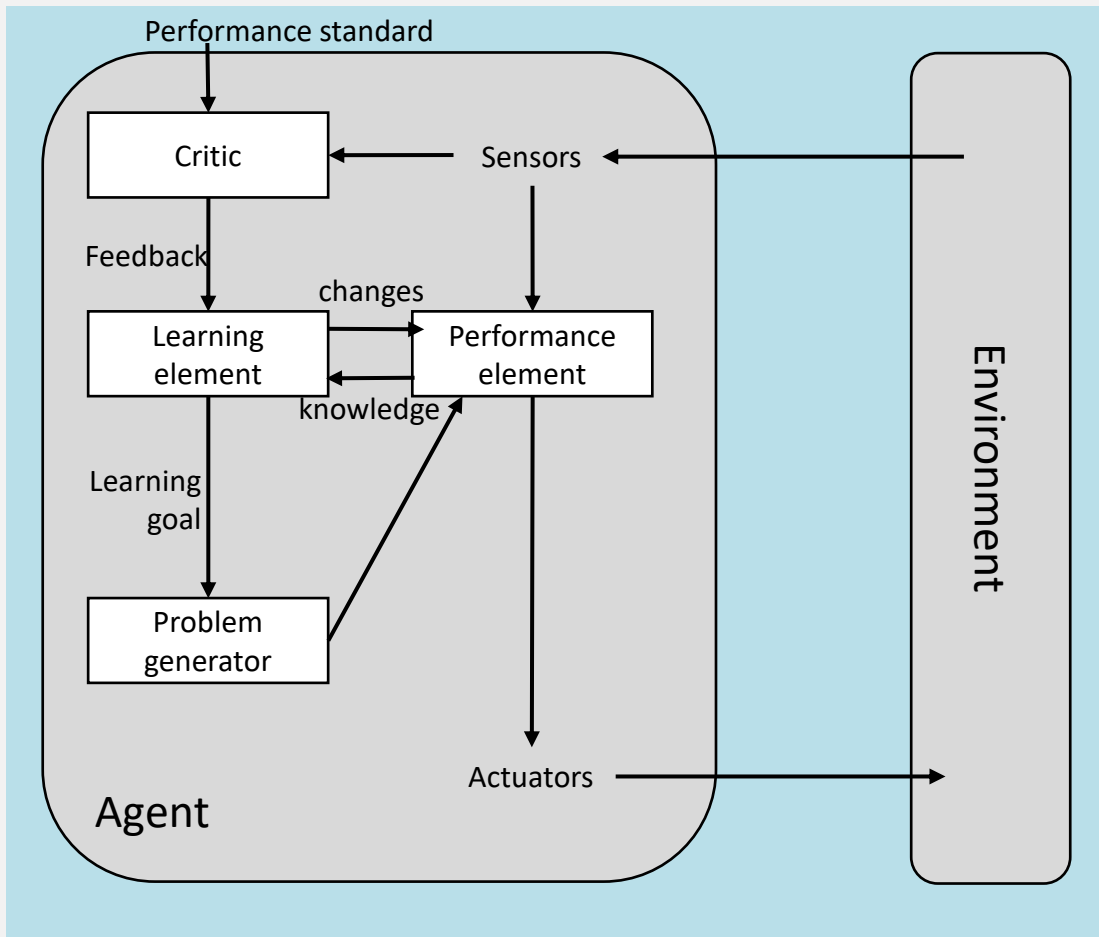 Performance standard
Critic
Sensors
Feedback
changes
Learning
element
Performance
element
knowledge
Learning
goal
Problem
generator
Actuators
Agent
Environment